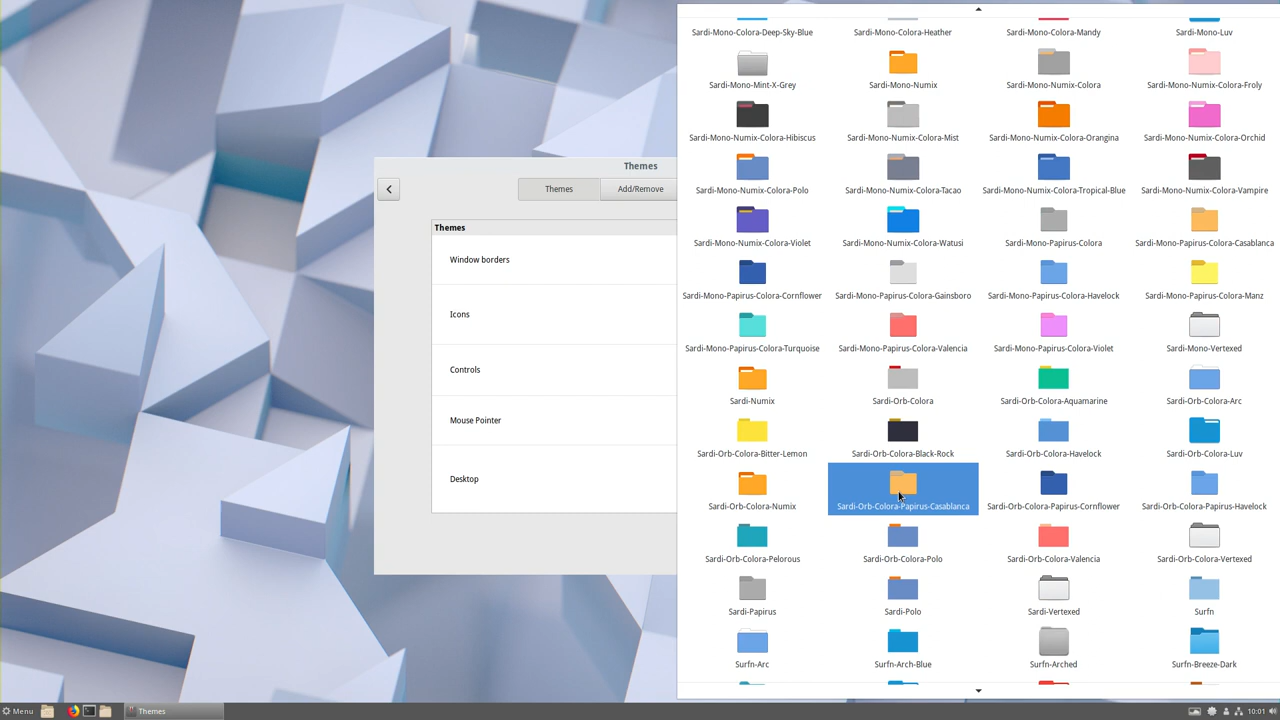 Sardi-Mono-Colora-Deep-Sky-Blue
Sardi-Mono-Colora-Heather
Sardi-Mono-Colora-Mandy
Sardi-Mono-Luv
Sardi-Mono-Mint-X-Grey
Sardi-Mono-Numix
Sardi-Mono-Numix-Colora
Sardi-Mono-Numix-Colora-Froly
Sardi-Mono-Numix-Colora-Hibiscus
Sardi-Mono-Numix-Colora-Mist
Sardi-Mono-Numix-Colora-Orangina
Sardi-Mono-Numix-Colora-Orchid
Sardi-Mono-Numix-Colora-Polo
Sardi-Mono-Numix-Colora-Tacao
Sardi-Mono-Numix-Colora-Tropical-Blue
Sardi-Mono-Numix-Colora-Vampire
Sardi-Mono-Numix-Colora-Violet
Sardi-Mono-Numix-Colora-Watusi
Sardi-Mono-Papirus-Colora
Sardi-Mono-Papirus-Colora-Casablanca
Sardi-Mono-Papirus-Colora-Cornflower
Sardi-Mono-Papirus-Colora-Gainsboro
Sardi-Mono-Papirus-Colora-Havelock
Sardi-Mono-Papirus-Colora-Manz
Sardi-Mono-Papirus-Colora-Turquoise
Sardi-Mono-Papirus-Colora-Valencia
Sardi-Mono-Papirus-Colora-Violet
Sardi-Mono-Vertexed
Sardi-Numix
Sardi-Orb-Colora
Sardi-Orb-Colora-Aquamarine
Sardi-Orb-Colora-Arc
Sardi-Orb-Colora-Bitter-Lemon
Sardi-Orb-Colora-Black-Rock
Sardi-Orb-Colora-Havelock
Sardi-Orb-Colora-Luv
Sardi-Orb-Colora-Numix
Sardi-Orb-Colora-Papirus-Casablanca
Sardi-Orb-Colora-Papirus-Cornflower
Sardi-Orb-Colora-Papirus-Havelock
Sardi-Orb-Colora-Pelorous
Sardi-Orb-Colora-Polo
Sardi-Orb-Colora-Valencia
Sardi-Orb-Colora-Vertexed
Sardi-Papirus
Sardi-Polo
Sardi-Vertexed
Surfn
Surfn-Arc
Surfn-Arch-Blue
Surfn-Arched
Surfn-Breeze-Dark
Themes
Themes
Add/Remove
Themes
Window borders
Icons
Controls
Mouse Pointer
Desktop
Menu
Themes
10:01